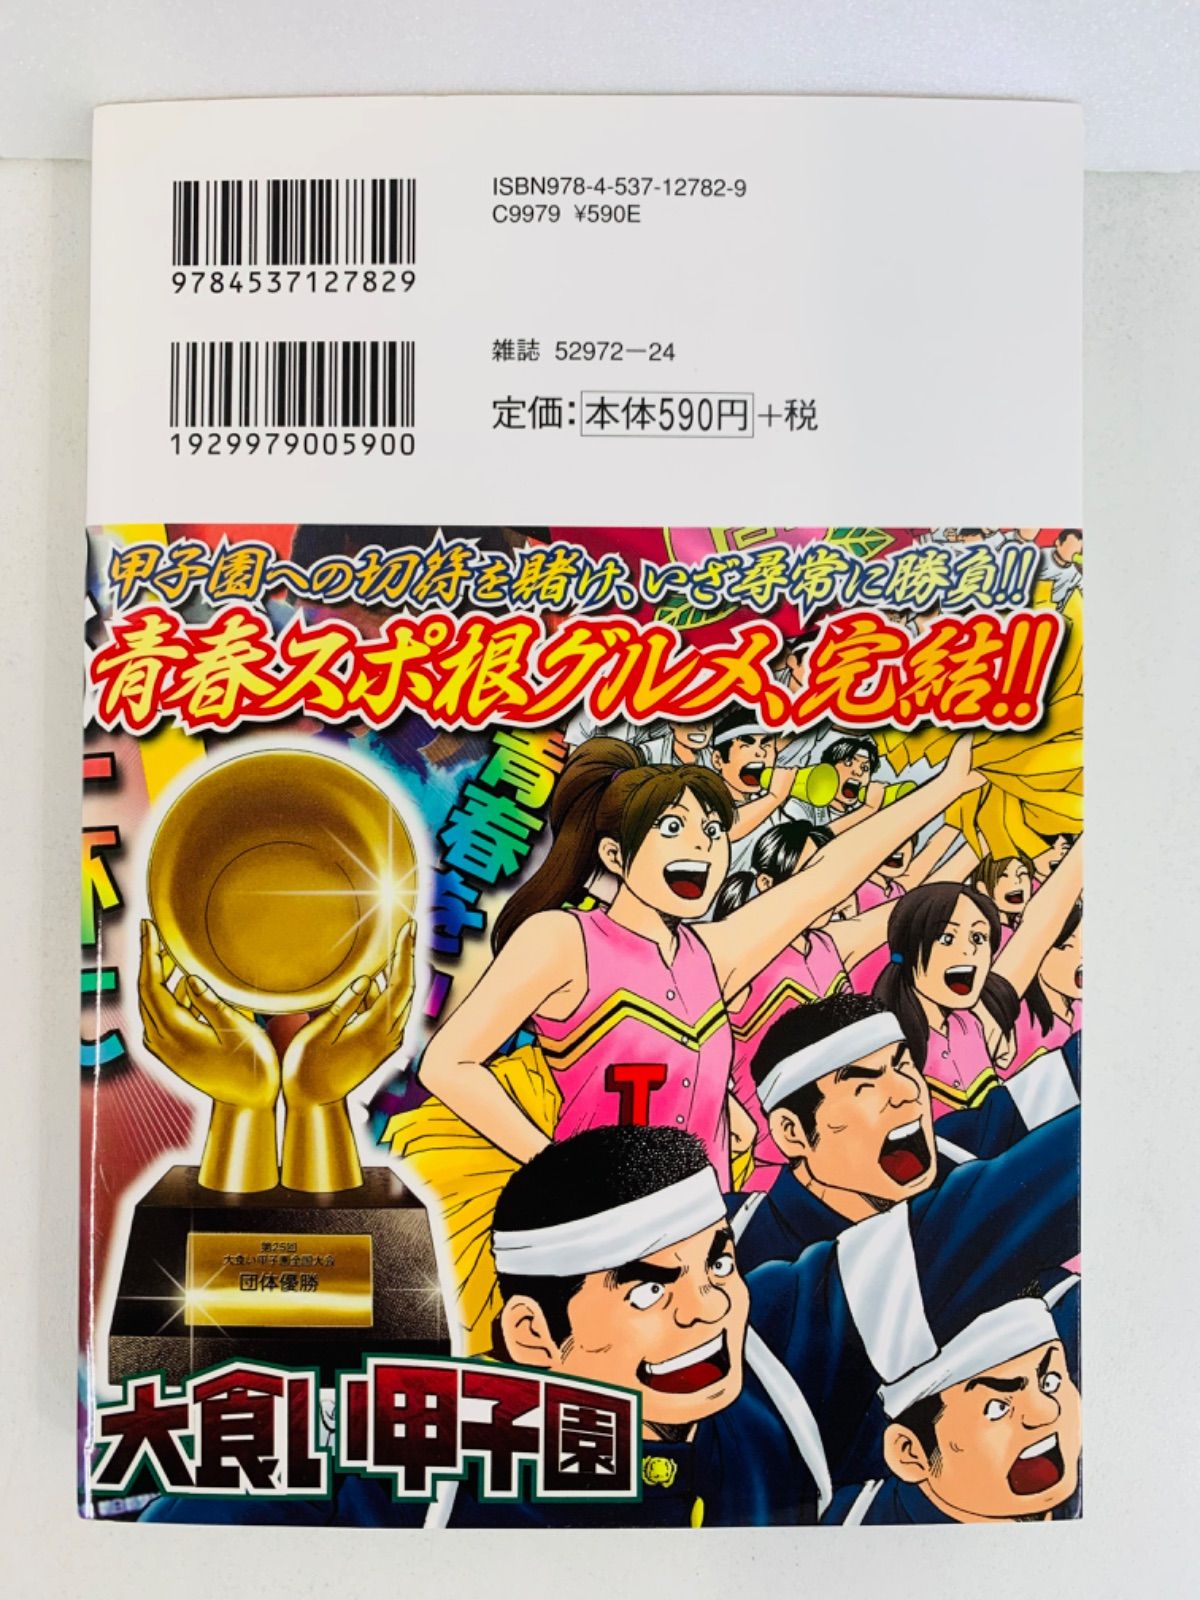 ISBN978-4-537-12782-9
C9979 ¥590E
9784537127829
雑誌 52972-24
定価:本体590円+税
1929979005900
甲子園への切符を賭け、いざ尋常に勝負!!
青春スポ根グルメ、完結!!
青春
T
第25回
大食い甲子園全国大会
団体優勝
大食い甲子園